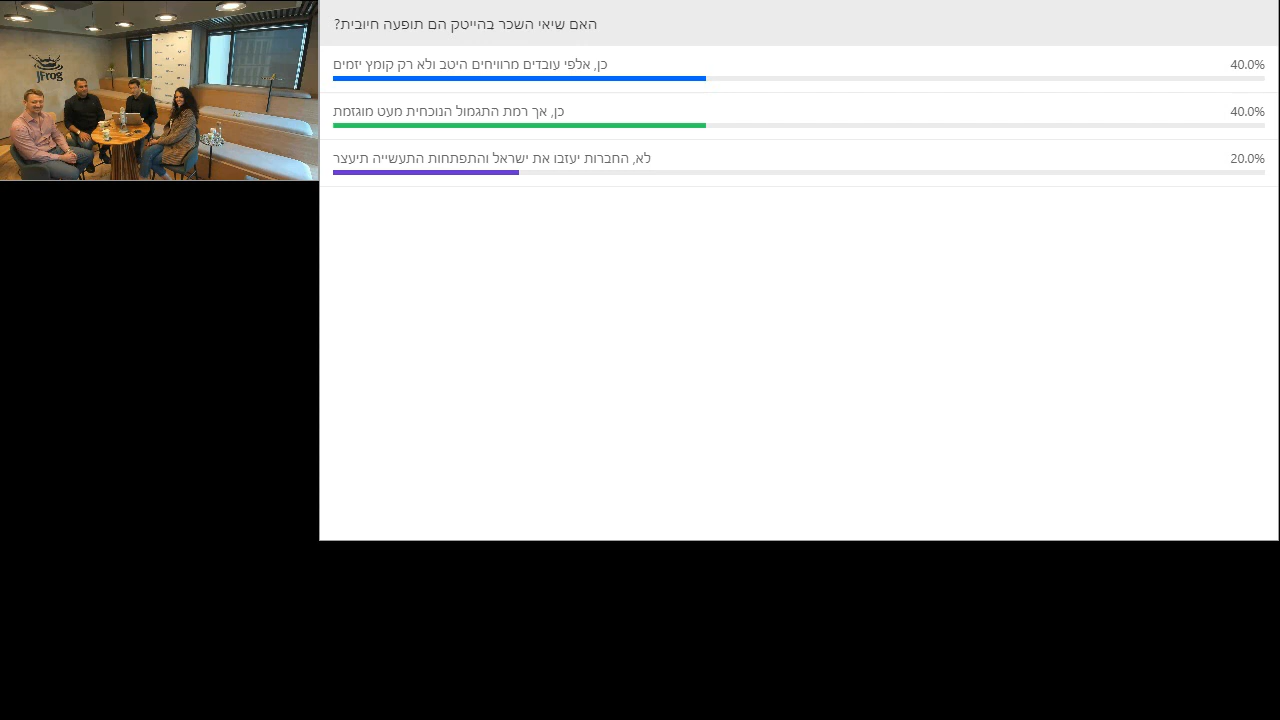 האם שיאי השכר בהייטק הם תופעה חיובית?
כן, אלפי עובדים מרוויחים היטב ולא רק קומץ יזמים
40.0%
כן, אך רמת התגמול הנוכחית מעט מוגזמת
40.0%
לא, החברות יעזבו את ישראל והתפתחות התעשייה תיעצר
20.0%
JFrog